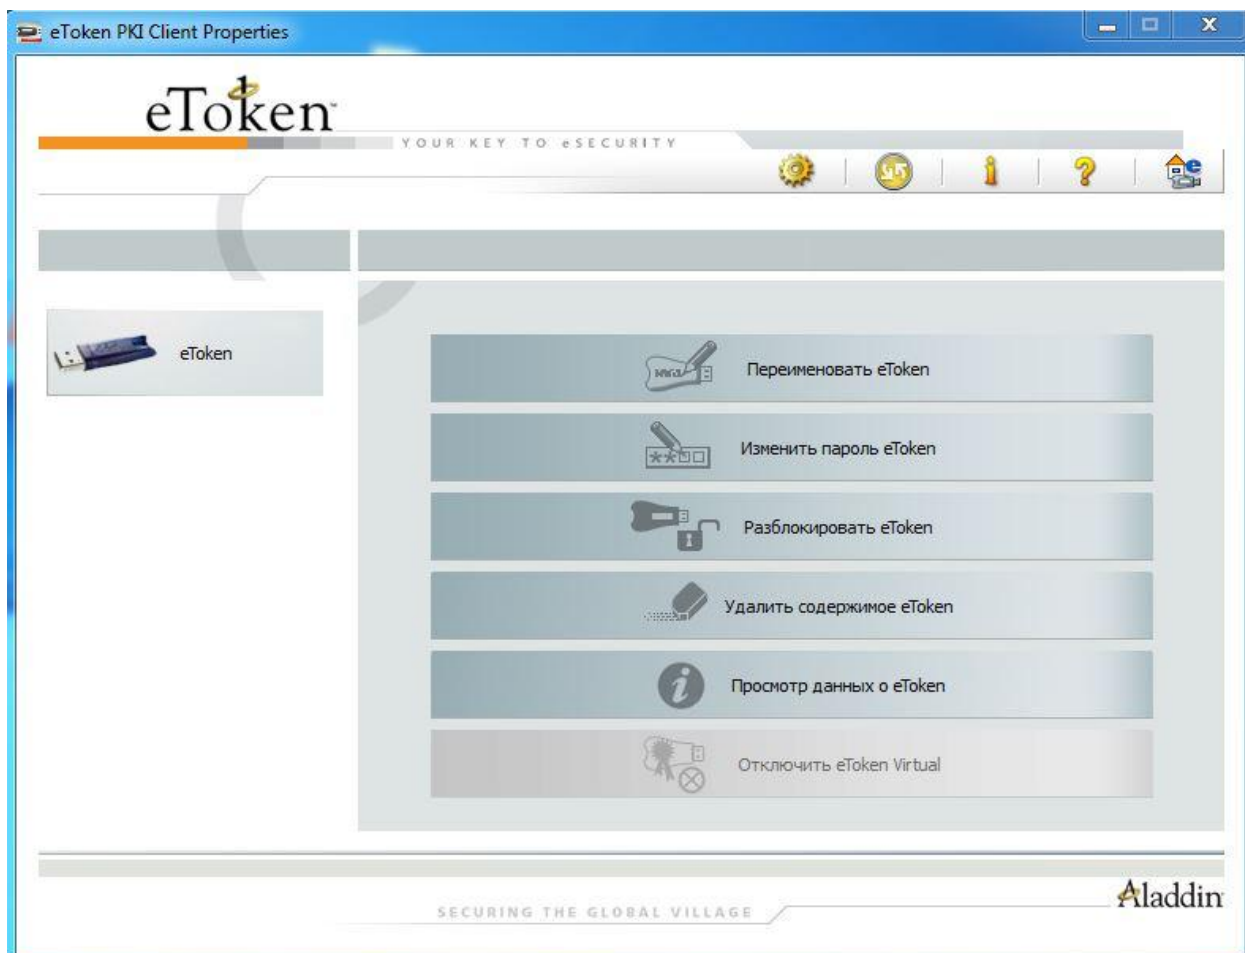 eToken PKI Client Properties
eToken
YOUR KEY TO eSECURITY
eToken
Переименовать eToken
Изменить пароль eToken
Разблокировать eToken
Удалить содержимое eToken
Просмотр данных о eToken
Отключить eToken Virtual
Aladdin
SECURING THE GLOBAL VILLAGE